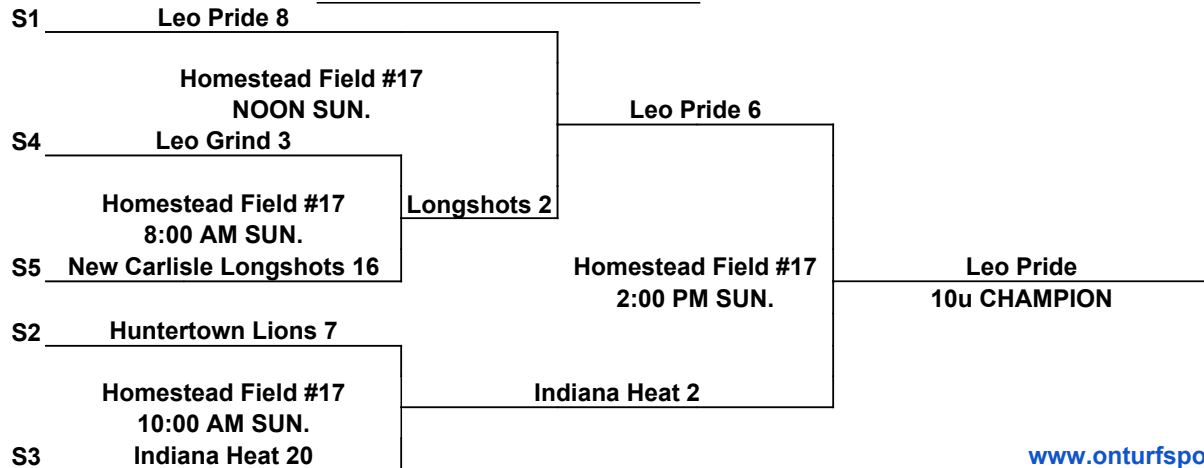 S1 Leo Pride 8
Homestead Field #17
NOON SUN.
Leo Pride 6
S4 Leo Grind 3
Homestead Field #17
8:00 AM SUN.
Longshots 2
S5 New Carlisle Longshots 16
Homestead Field #17
2:00 PM SUN.
Leo Pride
10u CHAMPION
S2 Huntertown Lions 7
Homestead Field #17
10:00 AM SUN.
Indiana Heat 2
S3 Indiana Heat 20
www.onturfspo